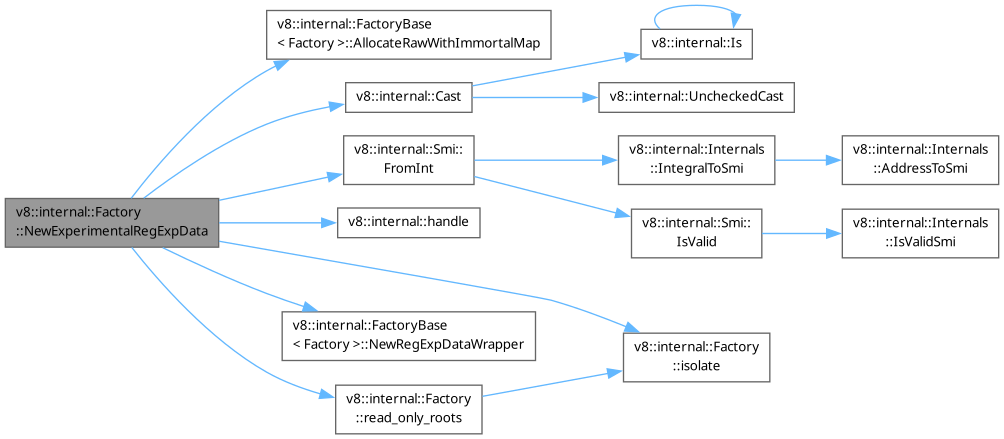 v8::internal::Factory
::NewExperimentalRegExpData
v8::internal::FactoryBase
< Factory >::AllocateRawWithImmortalMap
v8::internal::Cast
v8::internal::Is
v8::internal::UncheckedCast
v8::internal::Smi::
FromInt
v8::internal::Internals
::IntegralToSmi
v8::internal::Internals
::AddressToSmi
v8::internal::Smi::
IsValid
v8::internal::Internals
::IsValidSmi
v8::internal::handle
v8::internal::FactoryBase
< Factory >::NewRegExpDataWrapper
v8::internal::Factory
::isolate
v8::internal::Factory
::read_only_roots